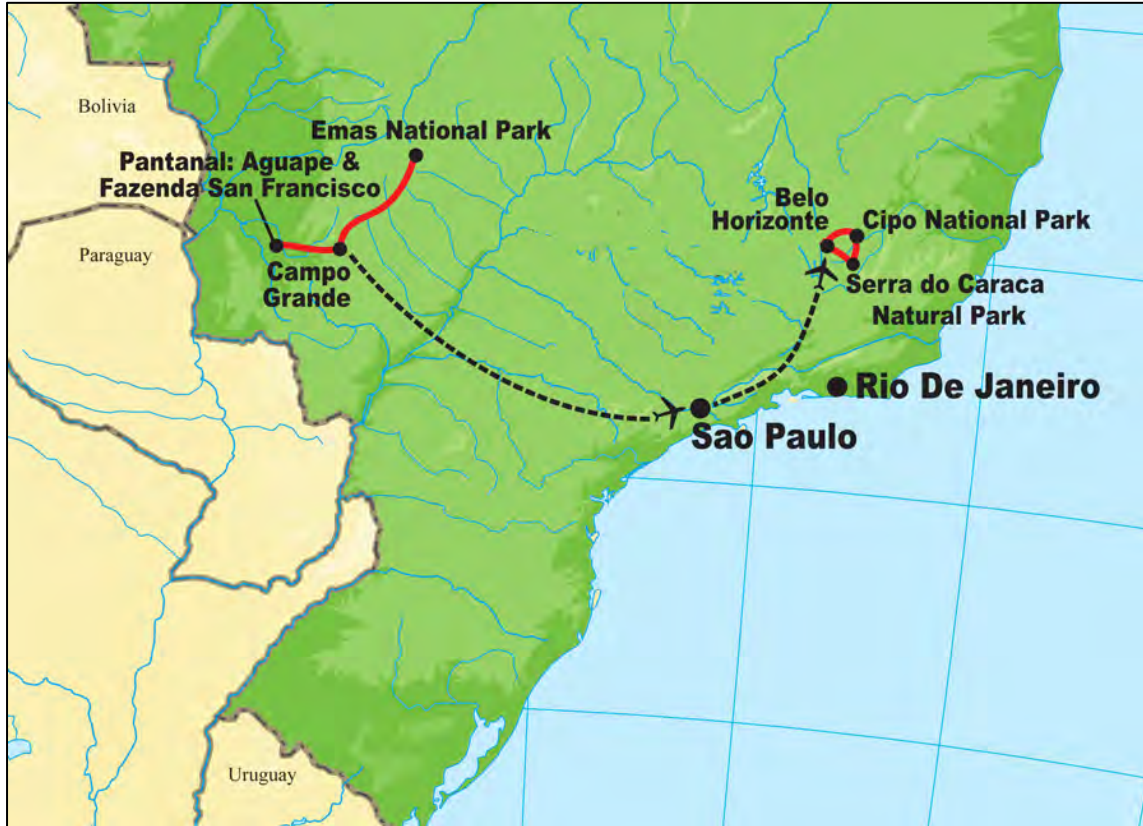 Bolivia
Emas National Park
Pantanal: Aguape &
Fazenda San Francisco
Belo
Horizonte
Cipo National Park
Paraguay
Campo
Grande
Serra do Caraca
Natural Park
Rio De Janeiro
Sao Paulo
Uruguay